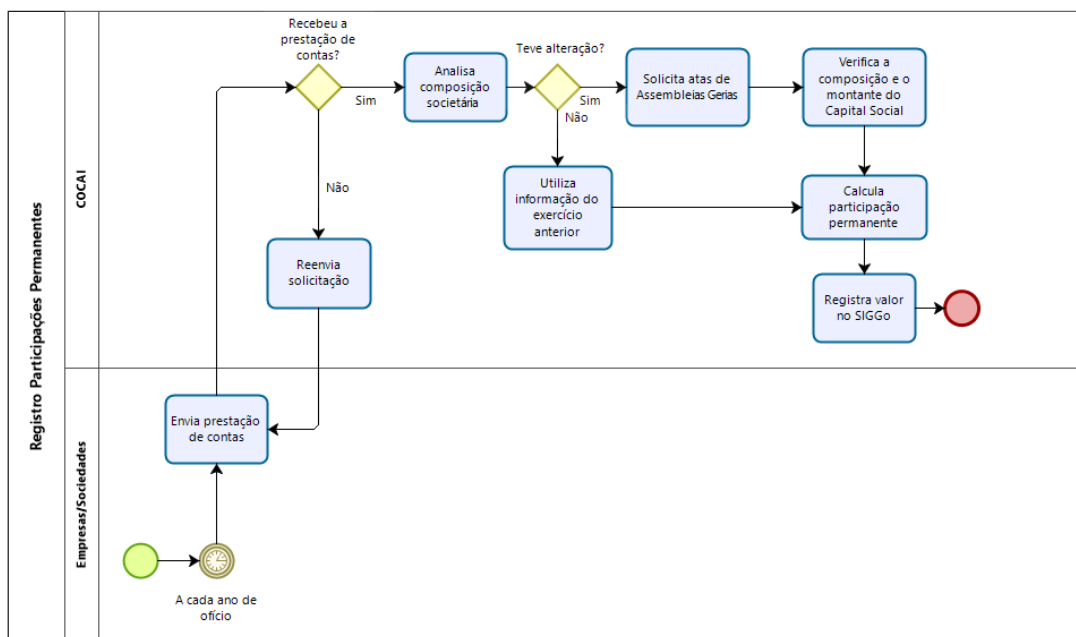 Registro Participações Permanentes
COCAI
Recebeu a
prestação de
contas?
Sim
Não
Analisa
composição
societária
Teve alteração?
Sim
Não
Solicita atas de
Assembleias Gerias
Verifica a
composição e o
montante do
Capital Social
Utiliza
informação do
exercício
anterior
Calcula
participação
permanente
Reenvia
solicitação
Registra valor
no SIGGo
Empresas/Sociedades
Envia prestação
de contas
A cada ano de
ofício